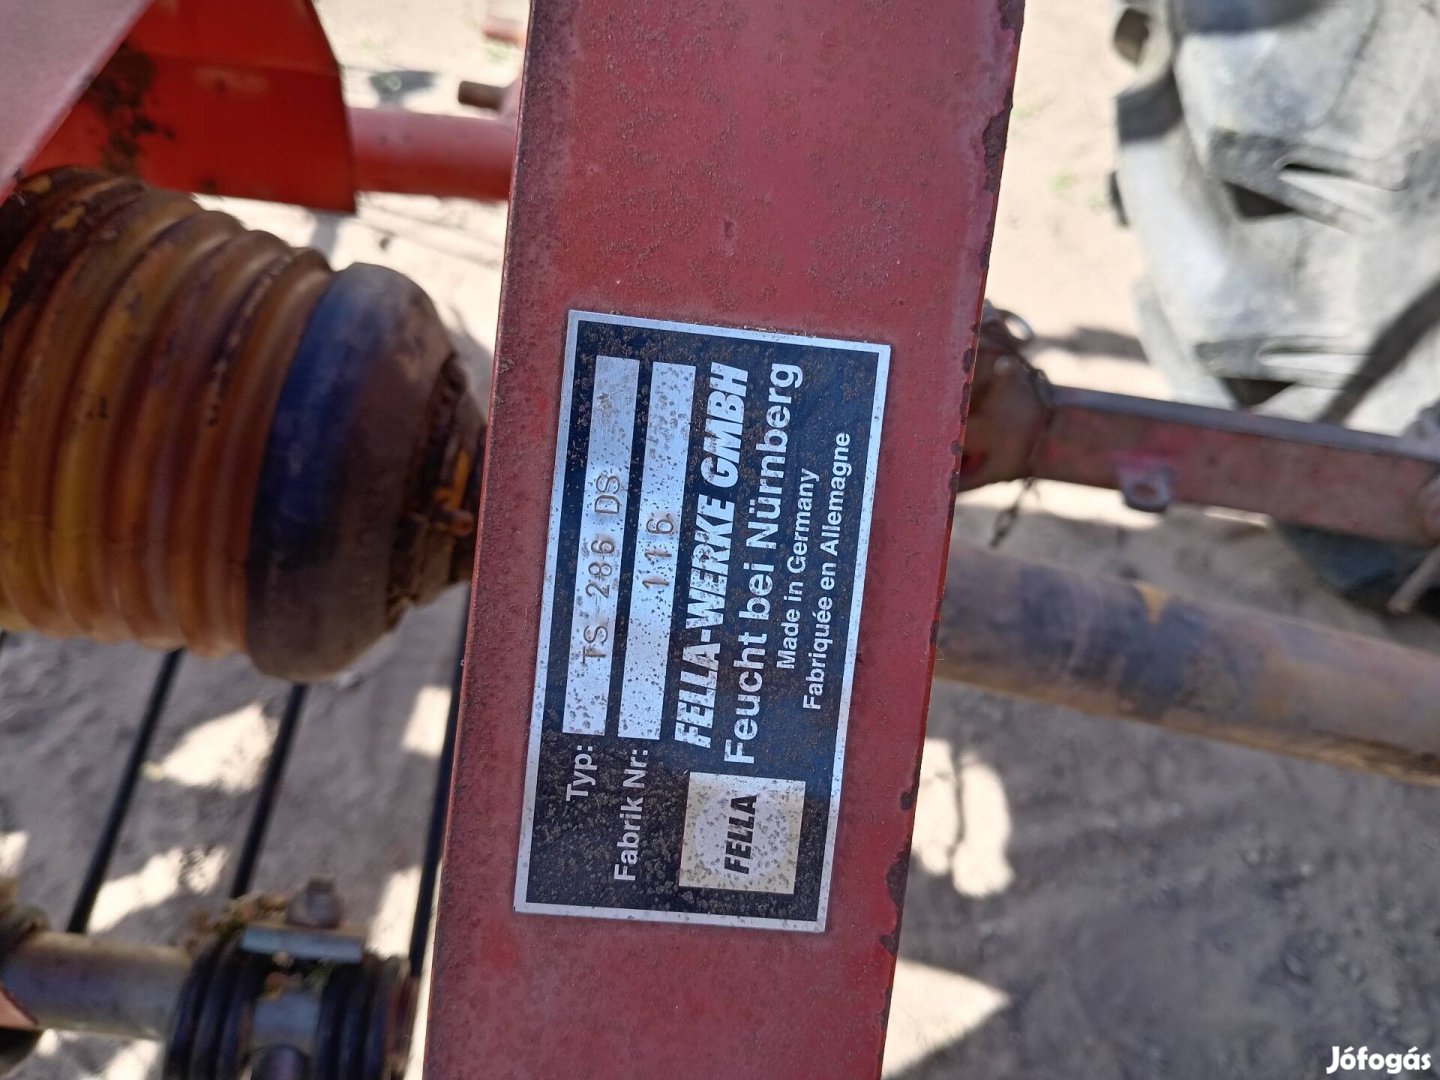 Typ: TS 286 DS
Fabrik Nr: 116
FELLA
FELLA-WERKE GMBH
Feucht bei Nürnberg
Made in Germany
Fabriquée en Allemagne
Jófogás